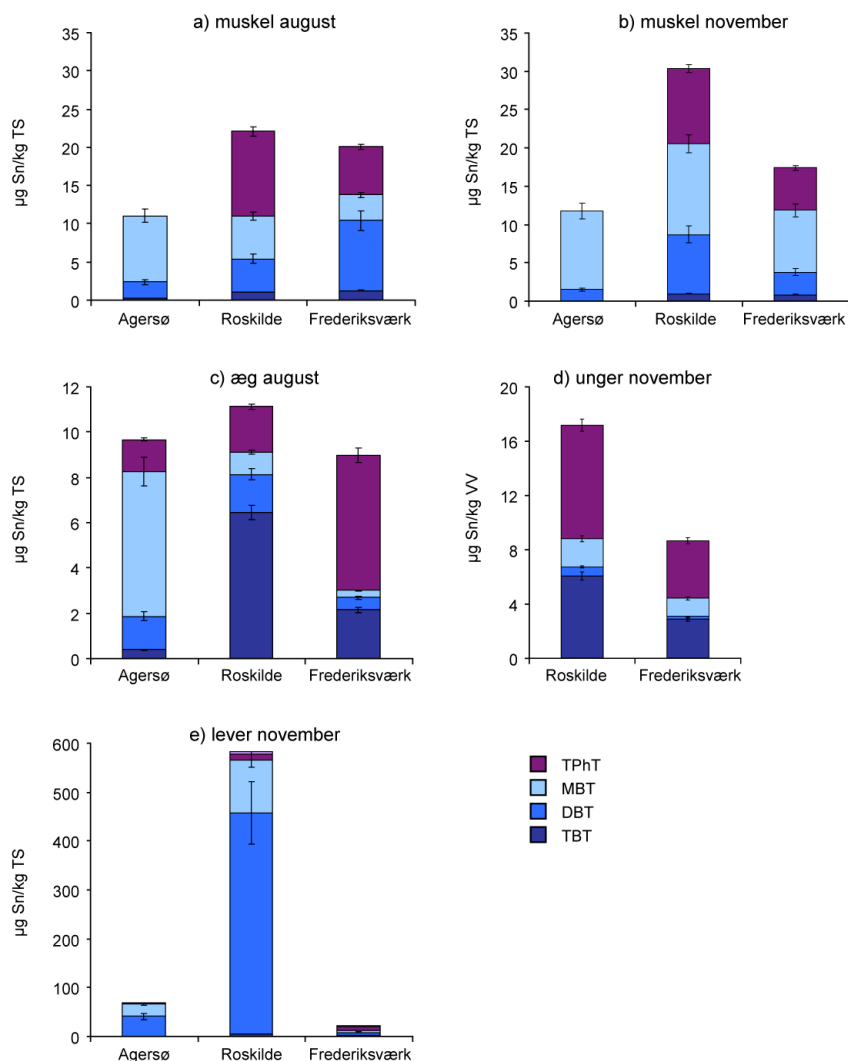 a) muskel august
35
30
25
20
15
10
5
0
µg Sn/kg TS
Agersø Roskilde Frederiksværk
b) muskel november
35
30
25
20
15
10
5
0
µg Sn/kg TS
Agersø Roskilde Frederiksværk
c) æg august
12
10
8
6
4
2
0
µg Sn/kg TS
Agersø Roskilde Frederiksværk
d) unger november
20
16
12
8
4
0
µg Sn/kg VV
Roskilde Frederiksværk
e) lever november
600
500
400
300
200
100
0
µg Sn/kg TS
Agersø Roskilde Frederiksværk
TPhT
MBT
DBT
TBT